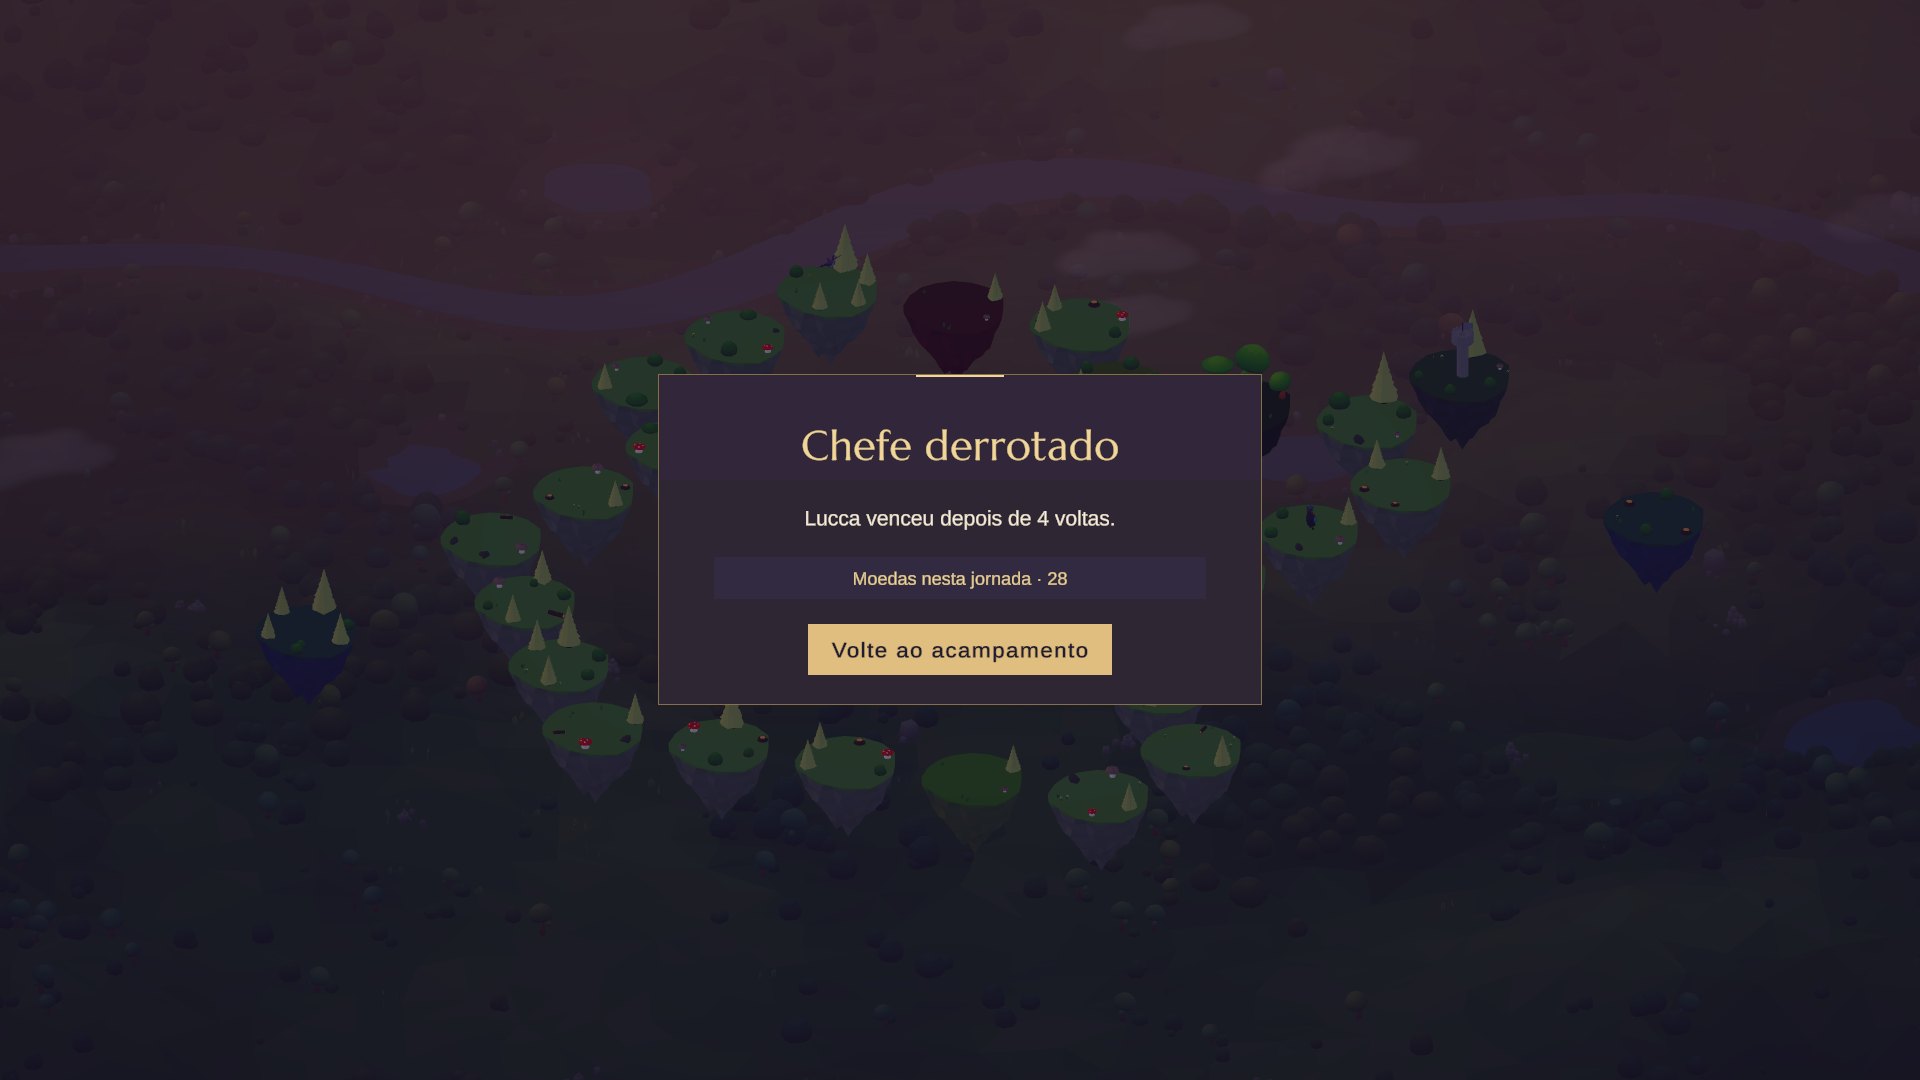 Chefe derrotado
Lucca venceu depois de 4 voltas.
Moedas nesta jornada · 28
Volte ao acampamento